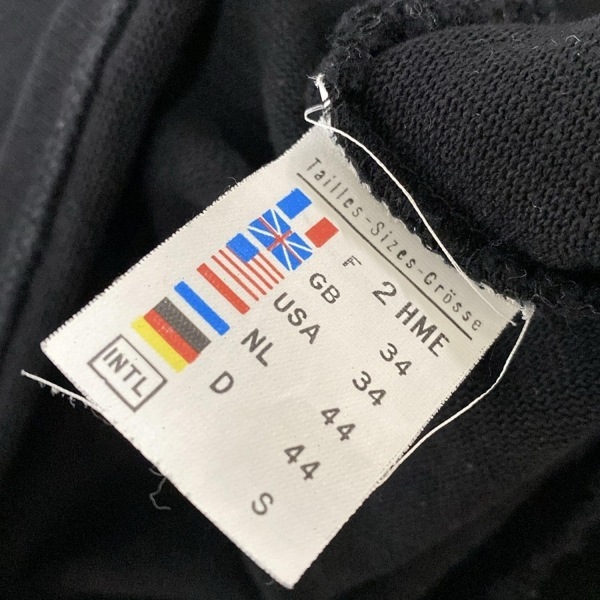 Tailles-Sizes-Grösse
F 2 HME
GB 34
USA 34
NL 44
D 44
INTL S